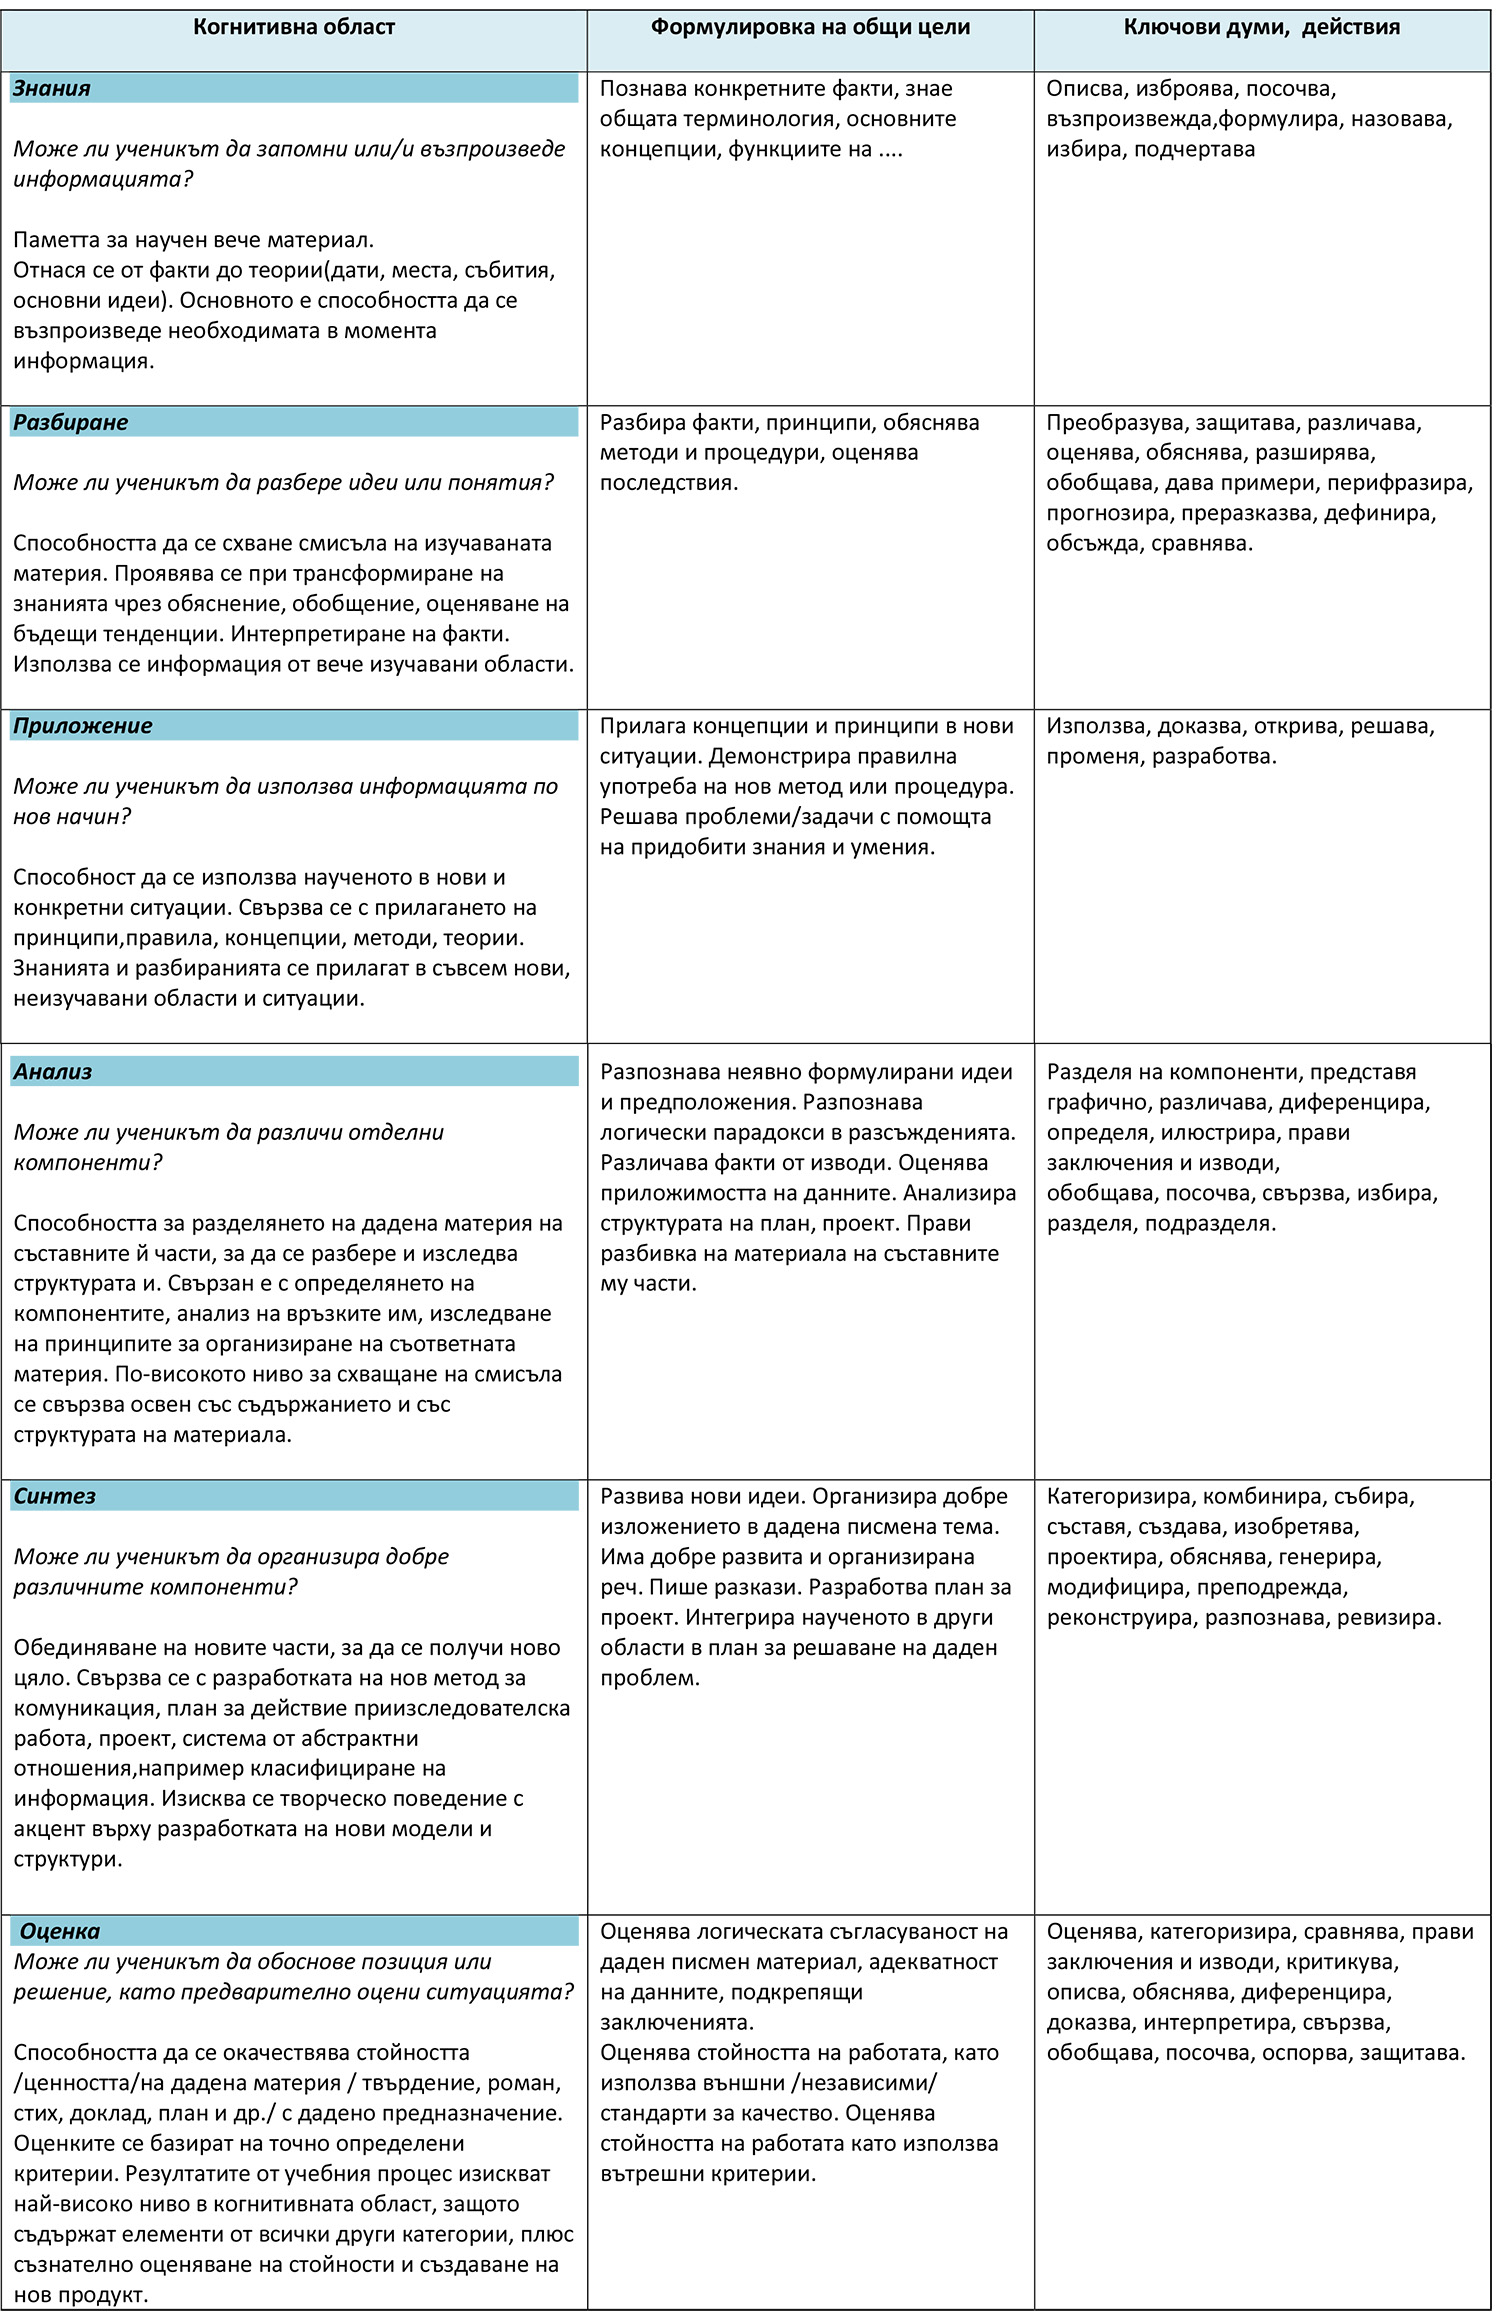 Когнитивна област
Формулировка на общи цели
Ключови думи,  действия
Знания
Може ли ученикът да запомни или/и възпроизведе
информацията?
Паметта за научен вече материал.
Отнася се от факти до теории(дати, места, събития,
основни идеи). Основното е способността да се
възпроизведе необходимата в момента
информация.
Познава конкретните факти, знае
общата терминология, основните
концепции, функциите на ....
Описва, изброява, посочва,
възпроизвежда,формулира, назовава,
избира, подчертава
Разбиране
Може ли ученикът да разбере идеи или понятия?
Способността да се схване смисъла на изучаваната
материя. Проявява се при трансформиране на
знанията чрез обяснение, обобщение, оценяване на
бъдещи тенденции. Интерпретиране на факти.
Използва се информация от вече изучавани области.
Разбира факти, принципи, обяснява
методи и процедури, оценява
последствия.
Преобразува, защитава, различава,
оценява, обяснява, разширява,
обобщава, дава примери, перифразира,
прогнозира, преразказва, дефинира,
обсъжда, сравнява.
Приложение
Може ли ученикът да използва информацията по
нов начин?
Способност да се използва наученото в нови и
конкретни ситуации. Свързва се с прилагането на
принципи,правила, концепции, методи, теории.
Знанията и разбиранията се прилагат в съвсем нови,
неизучавани области и ситуации.
Прилага концепции и принципи в нови
ситуации. Демонстрира правилна
употреба на нов метод или процедура.
Решава проблеми/задачи с помощта
на придобити знания и умения.
Използва, доказва, открива, решава,
променя, разработва.
Анализ
Може ли ученикът да различи отделни
компоненти?
Способността за разделянето на дадена материя на
съставните й части, за да се разбере и изследва
структурата и. Свързан е с определянето на
компонентите, анализ на връзките им, изследване
на принципите за организиране на съответната
материя. По-високото ниво за схващане на смисъла
се свързва освен със съдържанието и със
структурата на материала.
Разпознава неявно формулирани идеи
и предположения. Разпознава
логически парадокси в разсъжденията.
Различава факти от изводи. Оценява
приложимостта на данните. Анализира
структурата на план, проект. Прави
разбивка на материала на съставните
му части.
Разделя на компоненти, представя
графично, различава, диференцира,
определя, илюстрира, прави
заключения и изводи,
обобщава, посочва, свързва, избира,
разделя, подразделя.
Синтез
Може ли ученикът да организира добре
различните компоненти?
Обединяване на новите части, за да се получи ново
цяло. Свързва се с разработката на нов метод за
комуникация, план за действие приизследователска
работа, проект, система от абстрактни
отношения,например класифициране на
информация. Изисква се творческо поведение с
акцент върху разработката на нови модели и
структури.
Развива нови идеи. Организира добре
изложението в дадена писмена тема.
Има добре развита и организирана
реч. Пише разкази. Разработва план за
проект. Интегрира наученото в други
области в план за решаване на даден
проблем.
Категоризира, комбинира, събира,
съставя, създава, изобретява,
проектира, обяснява, генерира,
модифицира, преподрежда,
реконструира, разпознава, ревизира.
Оценка
Може ли ученикът да обоснове позиция или
решение, като предварително оцени ситуацията?
Способността да се окачествява стойността
/ценността/на дадена материя / твърдение, роман,
стих, доклад, план и др./ с дадено предназначение.
Оценките се базират на точно определени
критерии. Резултатите от учебния процес изискват
най-високо ниво в когнитивната област, защото
съдържат елементи от всички други категории, плюс
съзнателно оценяване на стойности и създаване на
нов продукт.
Оценява логическата съгласуваност на
даден писмен материал, адекватност
на данните, подкрепящи
заключенията.
Оценява стойността на работата, като
използва външни /независими/
стандарти за качество. Оценява
стойността на работата като използва
вътрешни критерии.
Оценява, категоризира, сравнява, прави
заключения и изводи, критикува,
описва, обяснява, диференцира,
доказва, интерпретира, свързва,
обобщава, посочва, оспорва, защитава.